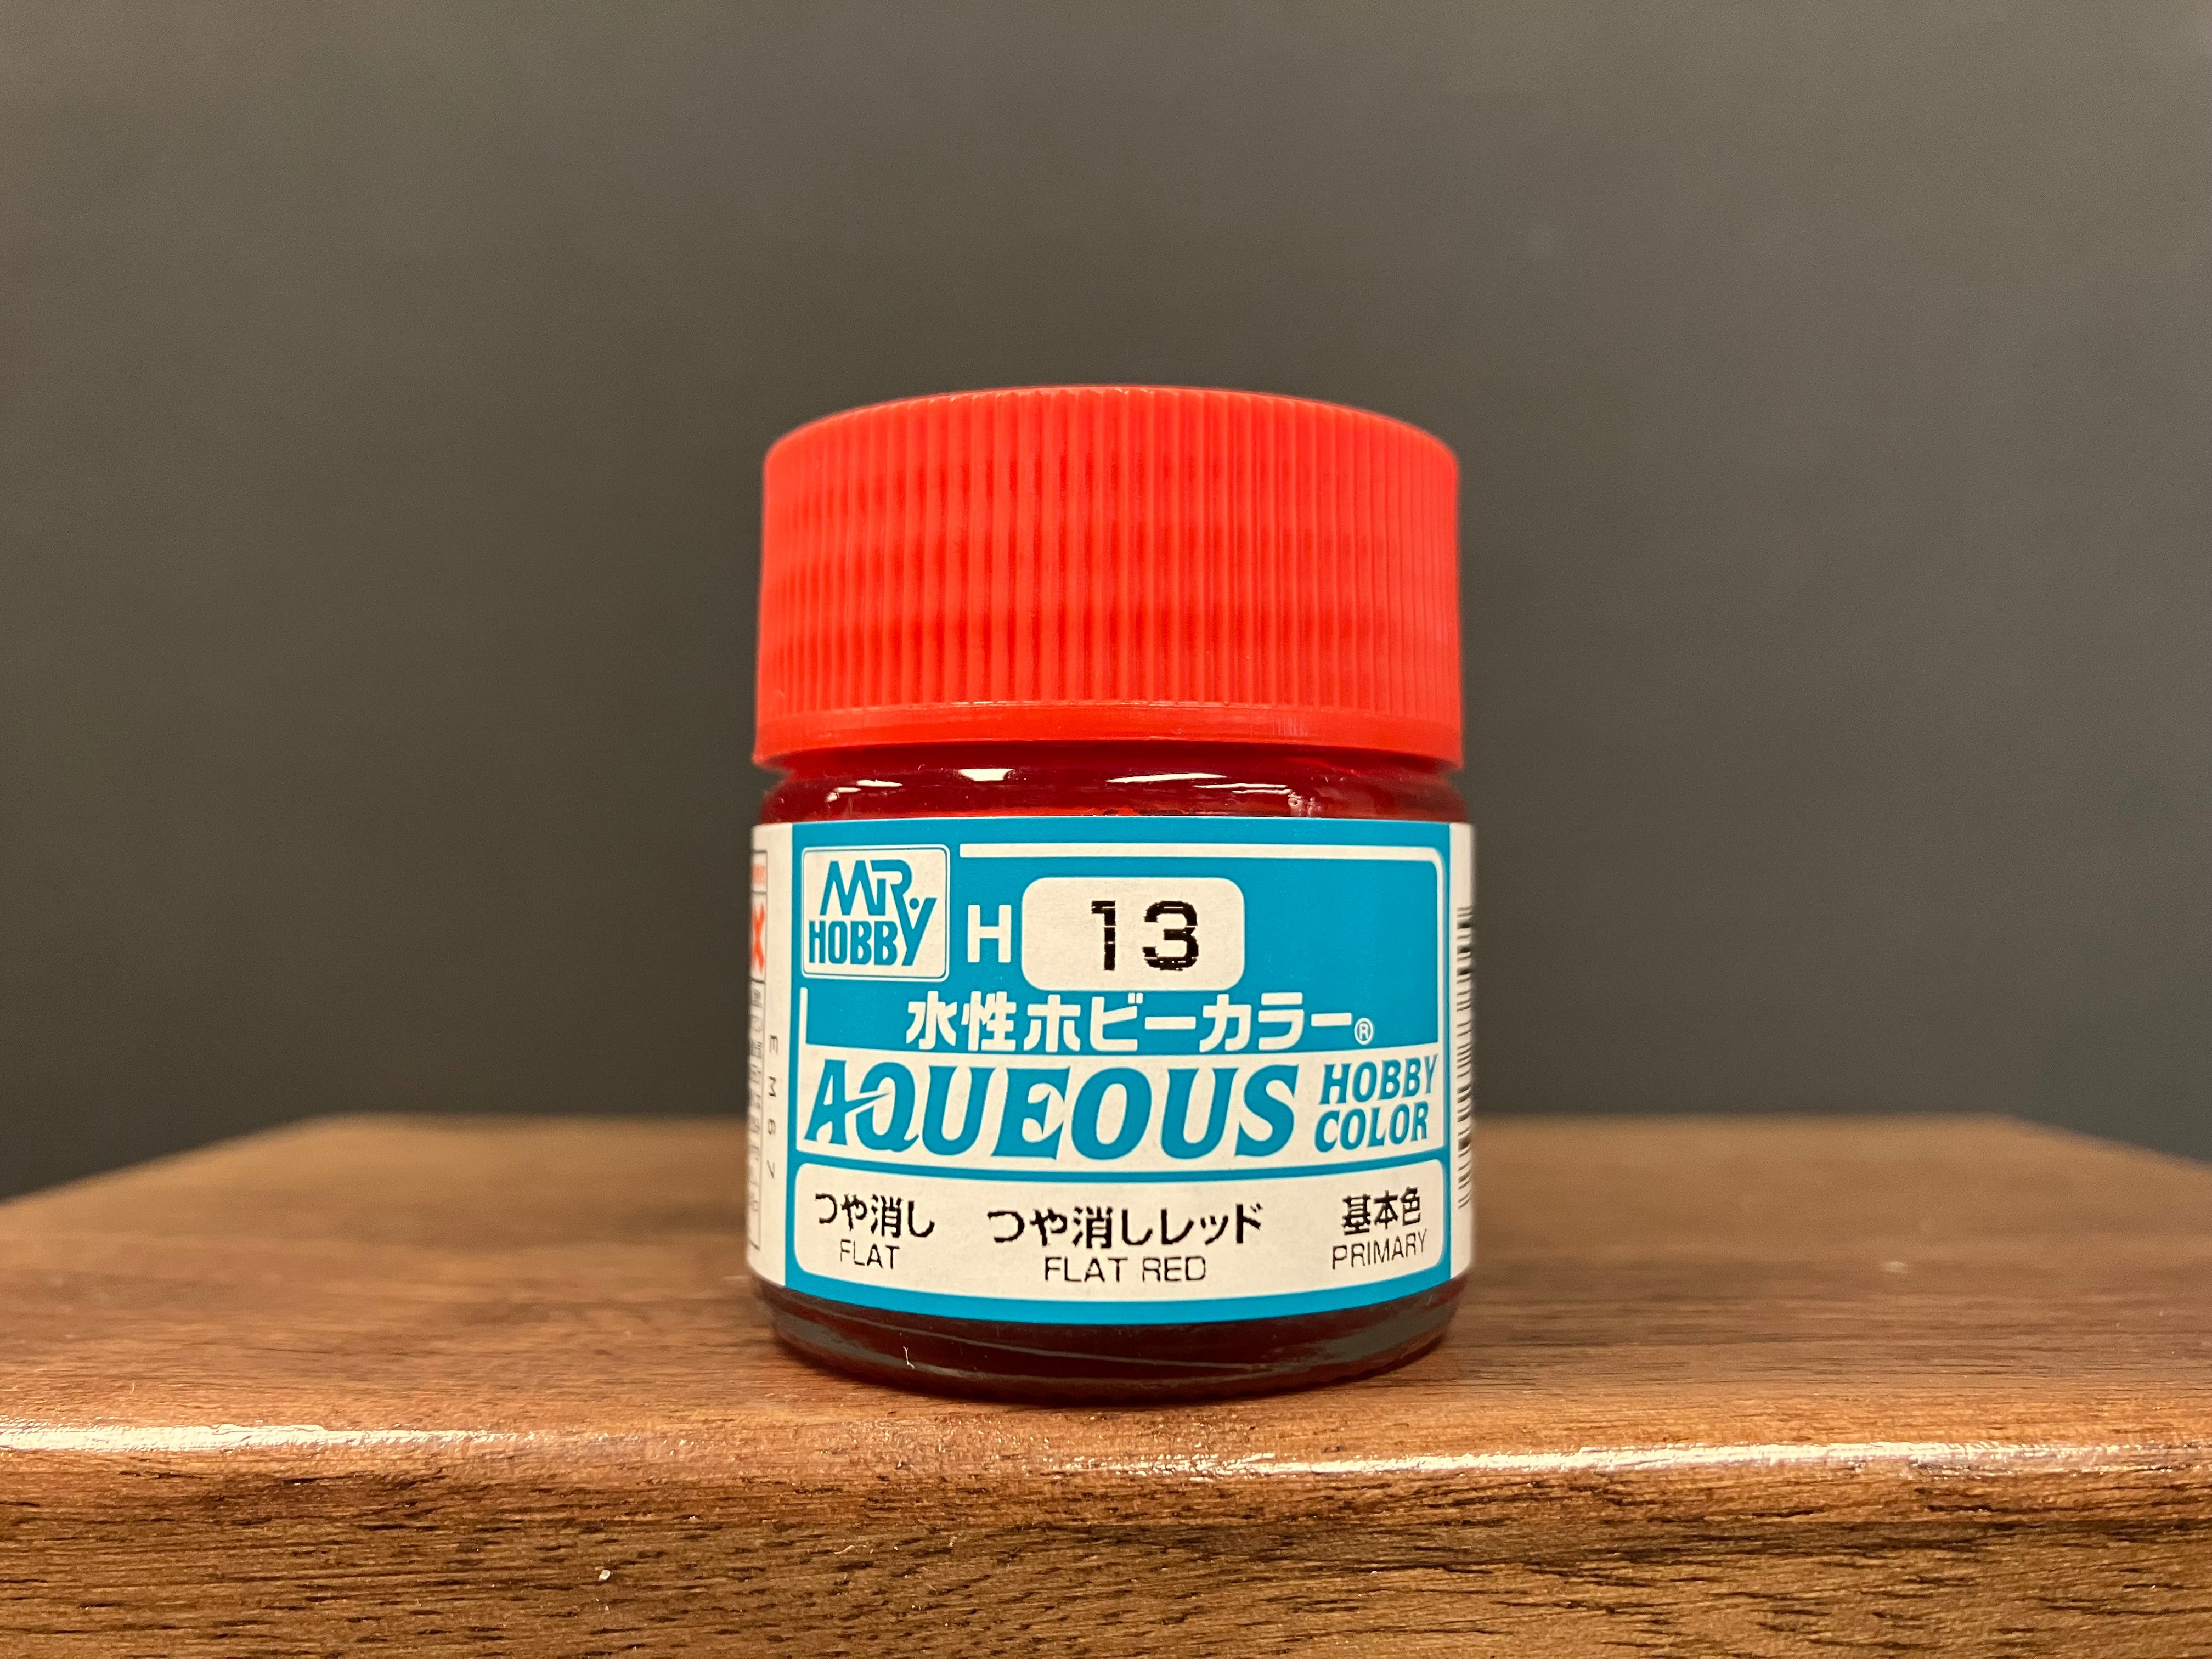 MR. HOBBY
H 13
水性ホビーカラー®
AQUEOUS HOBBY COLOR
つや消し つや消しレッド 基本色
FLAT FLAT RED PRIMARY
EM67